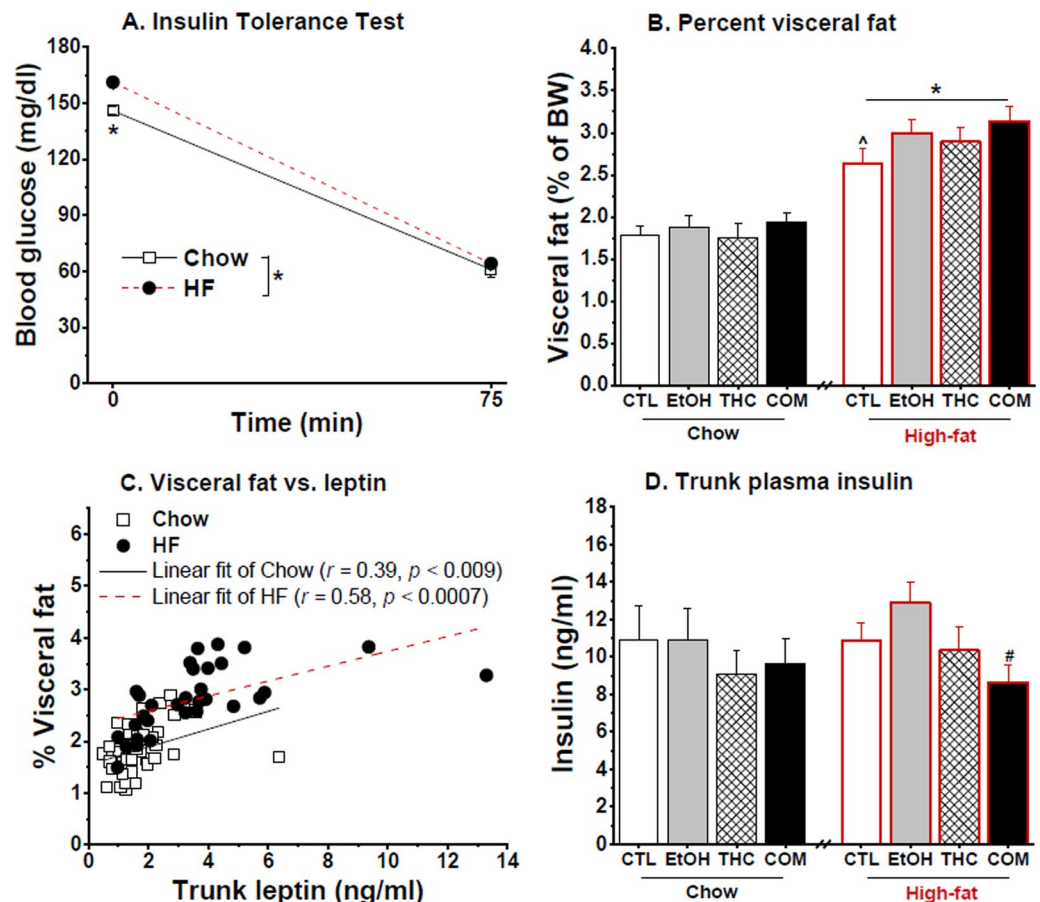 A. Insulin Tolerance Test
Blood glucose (mg/dl)
180
150
120
90
60
30
0
*
Chow
HF
*
0
75
Time (min)
B. Percent visceral fat
Visceral fat (% of BW)
4.0
3.5
3.0
2.5
2.0
1.5
1.0
0.5
0.0
^
*
CTL EtOH THC COM
CTL EtOH THC COM
Chow
High-fat
C. Visceral fat vs. leptin
% Visceral fat
6
5
4
3
2
1
0
Chow
HF
Linear fit of Chow (r = 0.39, p < 0.009)
Linear fit of HF (r = 0.58, p < 0.0007)
0 2 4 6 8 10 12 14
Trunk leptin (ng/ml)
D. Trunk plasma insulin
Insulin (ng/ml)
18
16
14
12
10
8
6
4
2
0
#
CTL EtOH THC COM
CTL EtOH THC COM
Chow
High-fat